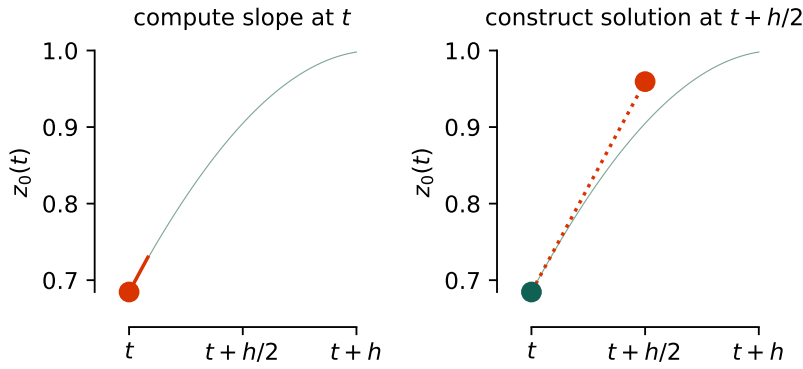 compute slope at t
1.0
0.9
0.8
0.7
z₀(t)
t
t + h/2
t + h
construct solution at t + h/2
1.0
0.9
0.8
0.7
z₀(t)
t
t + h/2
t + h